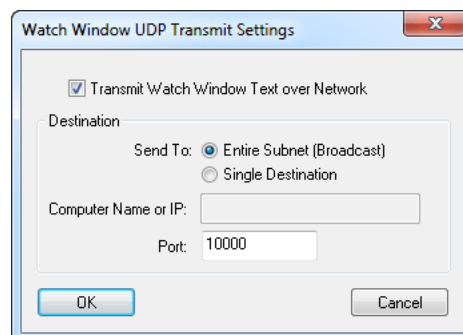 Watch Window UDP Transmit Settings
Transmit Watch Window Text over Network
Destination
Send To: Entire Subnet (Broadcast)
Single Destination
Computer Name or IP:
Port: 10000
OK Cancel